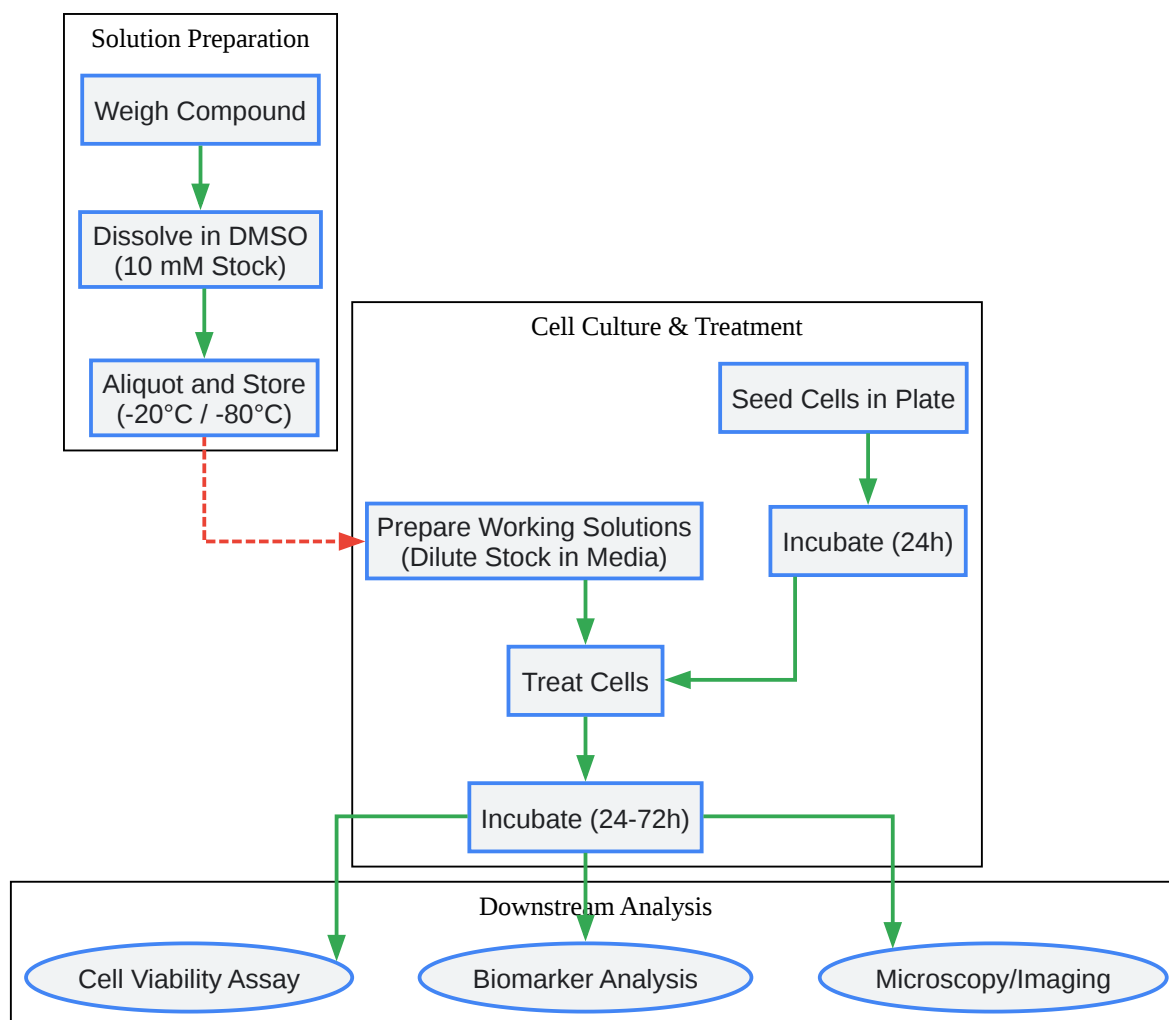 Solution Preparation
Weigh Compound
Dissolve in DMSO
(10 mM Stock)
Aliquot and Store
(-20°C / -80°C)
Cell Culture & Treatment
Seed Cells in Plate
Prepare Working Solutions
(Dilute Stock in Media)
Incubate (24h)
Treat Cells
Incubate (24-72h)
Downstream Analysis
Cell Viability Assay
Biomarker Analysis
Microscopy/Imaging